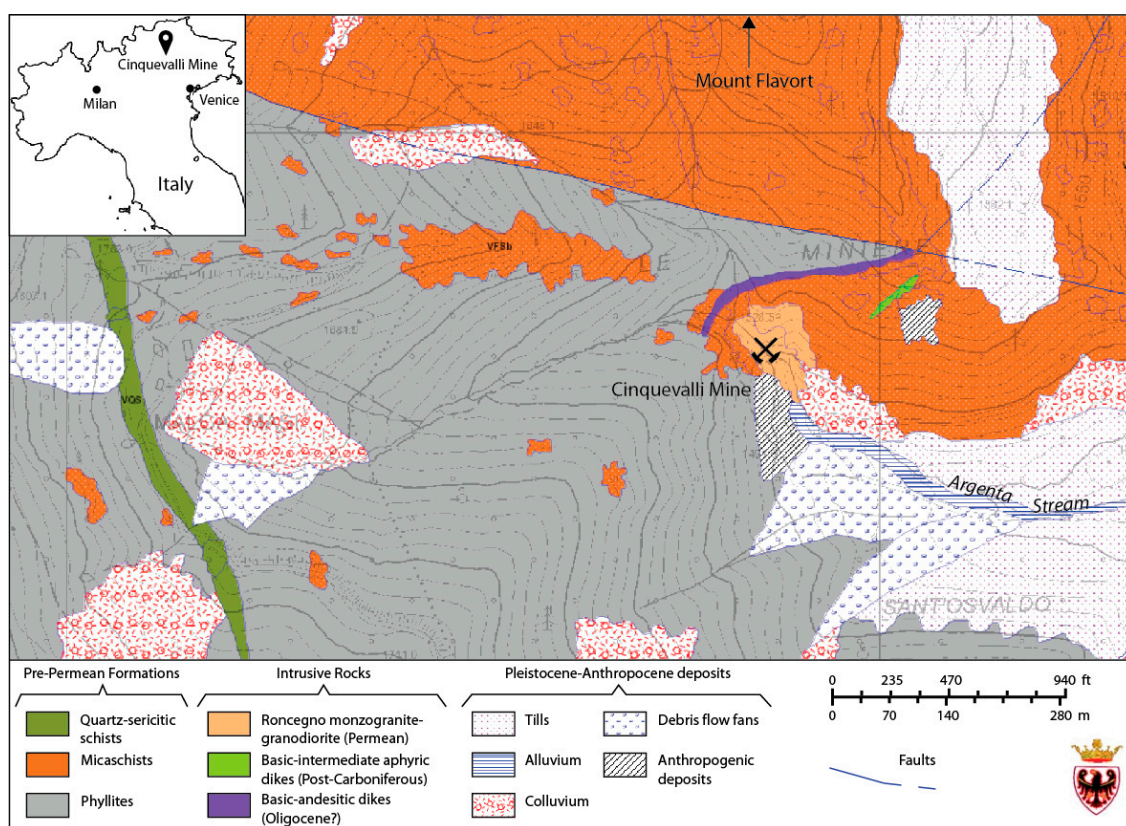 Cinquevalli Mine
Milan
Venice
Italy
Mount Flavort
VFBb
LE
MINIERE
VQS
Cinquevalli Mine
Argenta
Stream
SANTOSVALDO
Pre-Permean Formations
Quartz-sericitic
schists
Micaschists
Phyllites
Intrusive Rocks
Roncegno monzogranite-
granodiorite (Permean)
Basic-intermediate aphyric
dikes (Post-Carboniferous)
Basic-andesitic dikes
(Oligocene?)
Pleistocene-Anthropocene deposits
Tills
Alluvium
Colluvium
Debris flow fans
Anthropogenic
deposits
0 235 470 940 ft
0 70 140 280 m
Faults